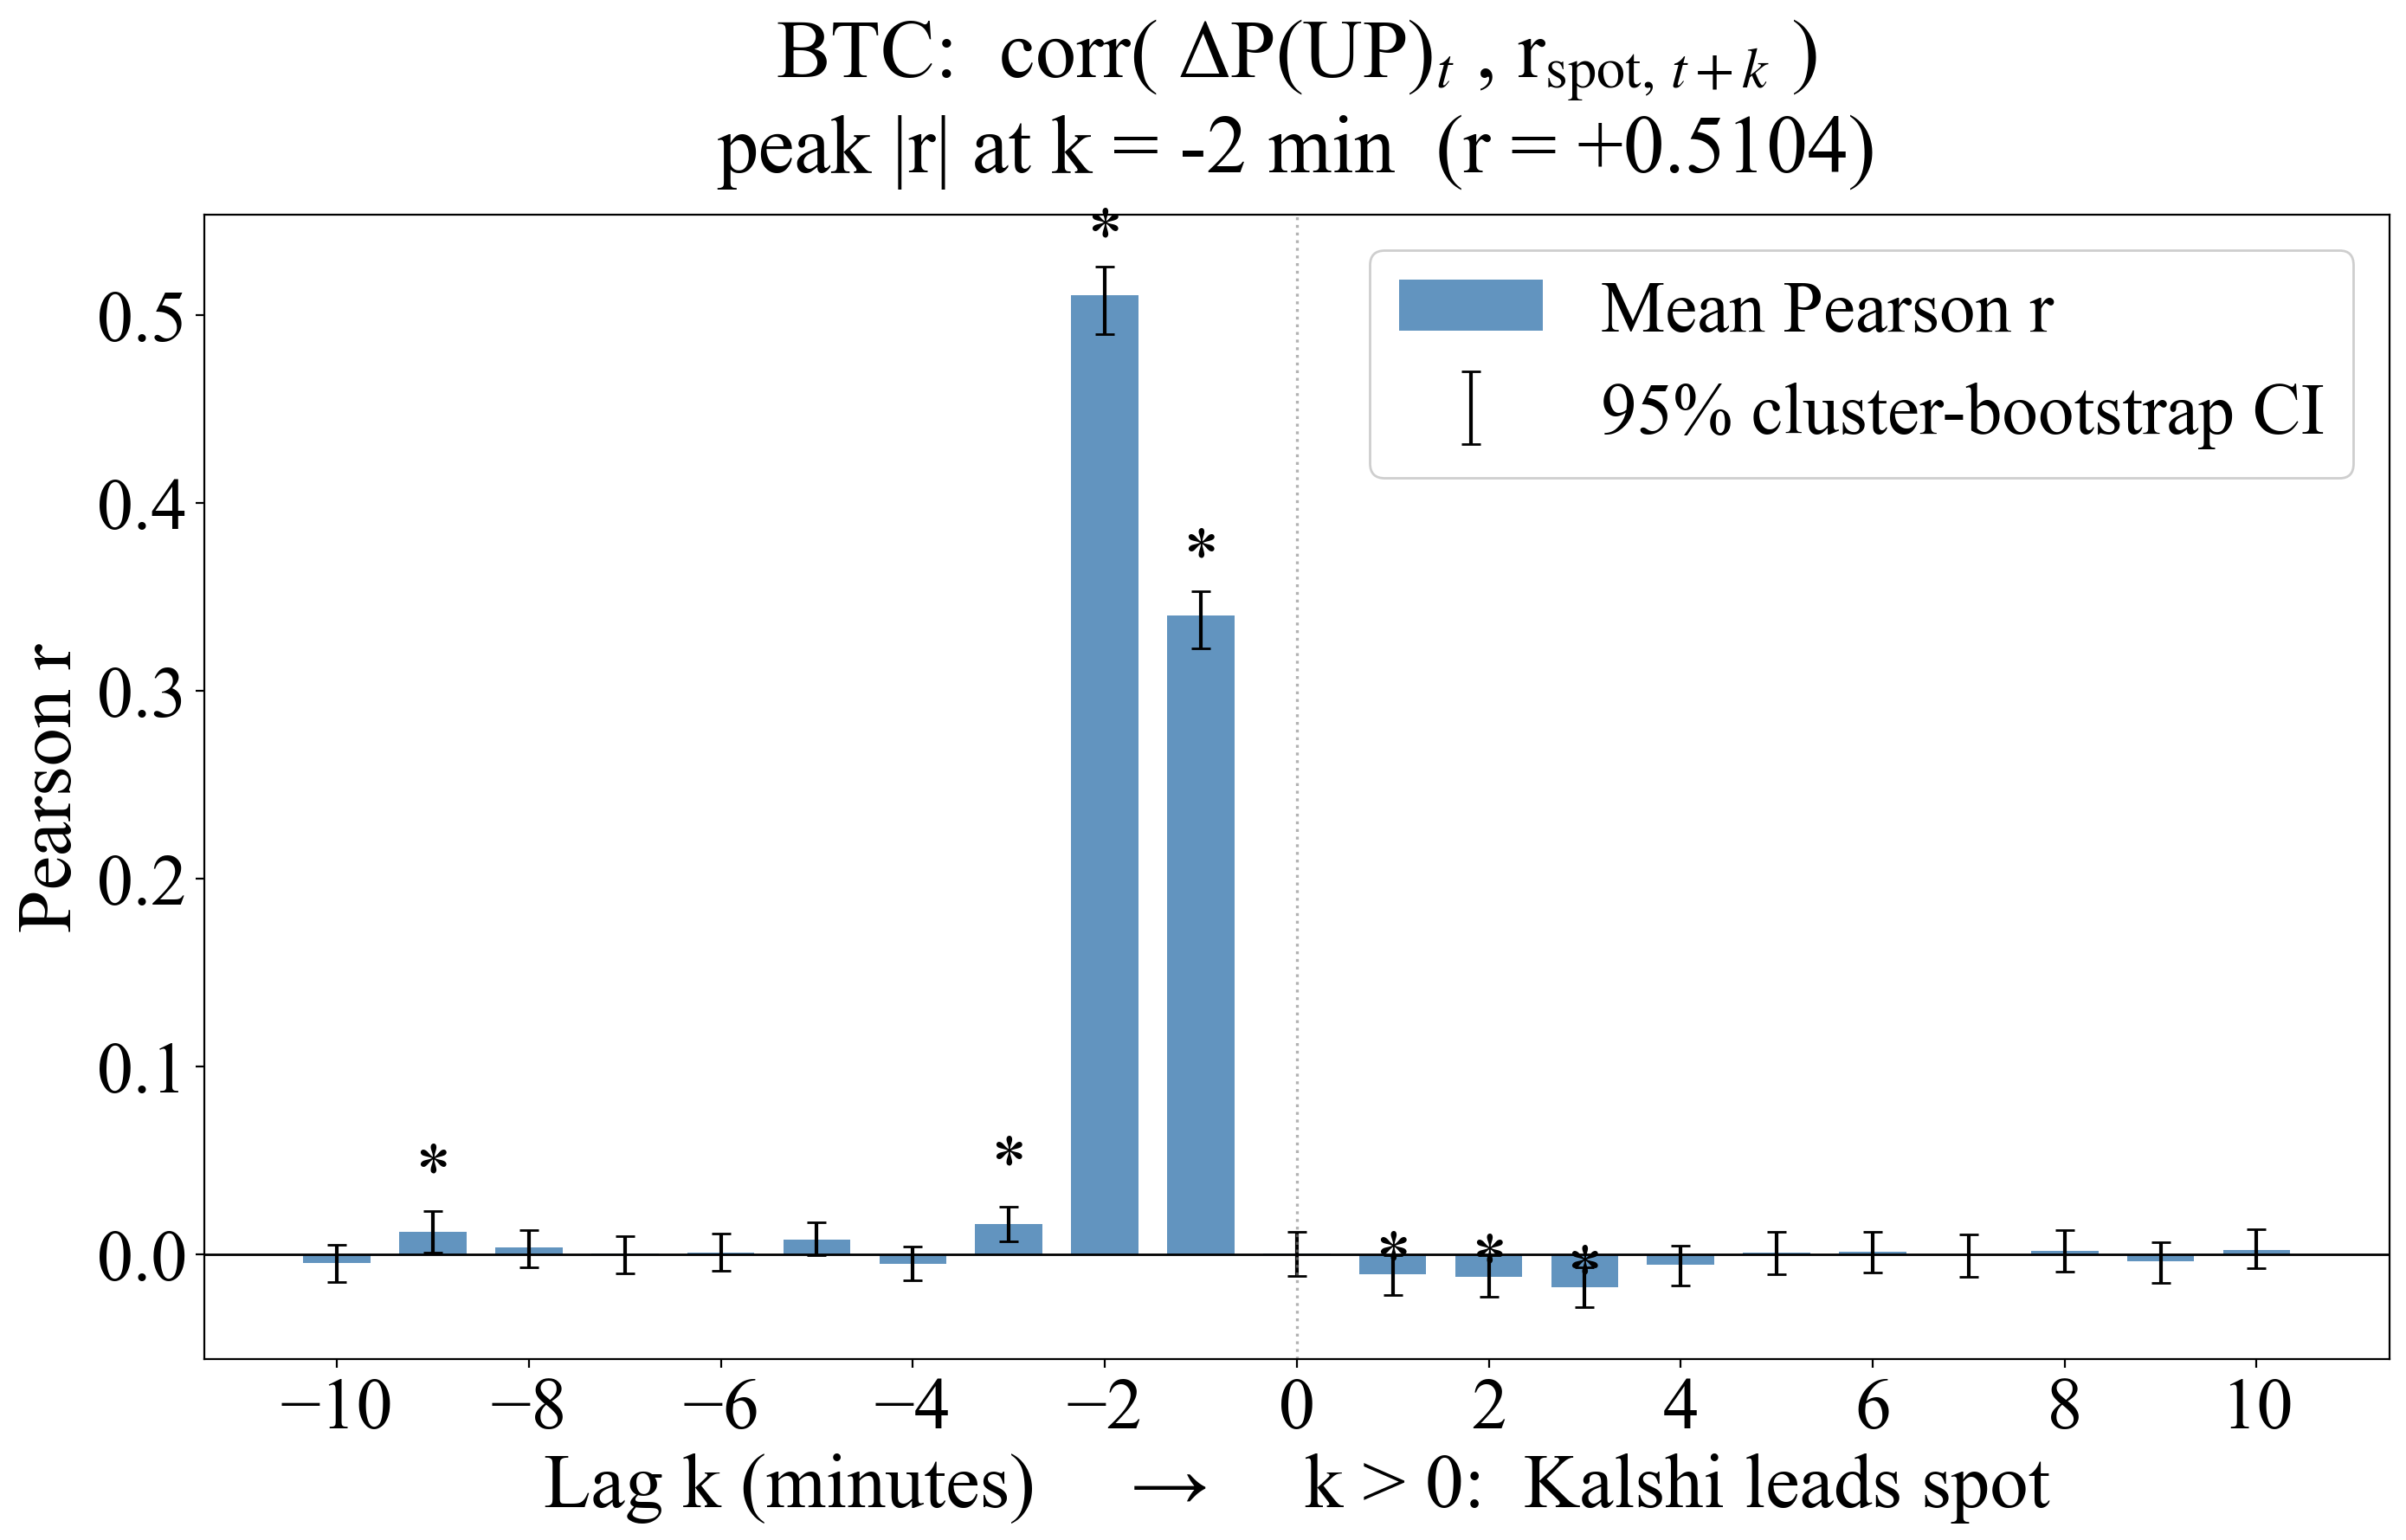 BTC:  corr( ΔP(UP)t , rspot, t + k )
peak |r| at k = -2 min  (r = +0.5104)
Mean Pearson r
95% cluster-bootstrap CI
Pearson r
0.5
0.4
0.3
0.2
0.1
0.0
*
*
*
*
*
*
*
−10 −8 −6 −4 −2 0 2 4 6 8 10
Lag k (minutes)    →    k > 0:  Kalshi leads spot